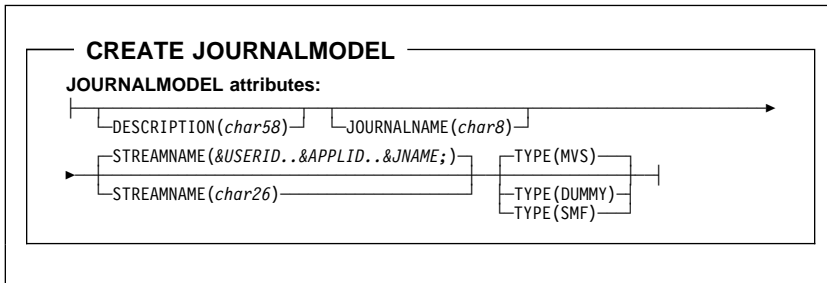 CREATE JOURNALMODEL
JOURNALMODEL attributes:
DESCRIPTION(char58) JOURNALNAME(char8)
STREAMNAME(&USERID..&APPLID..&JNAME;) TYPE(MVS)
STREAMNAME(char26) TYPE(DUMMY)
TYPE(SMF)